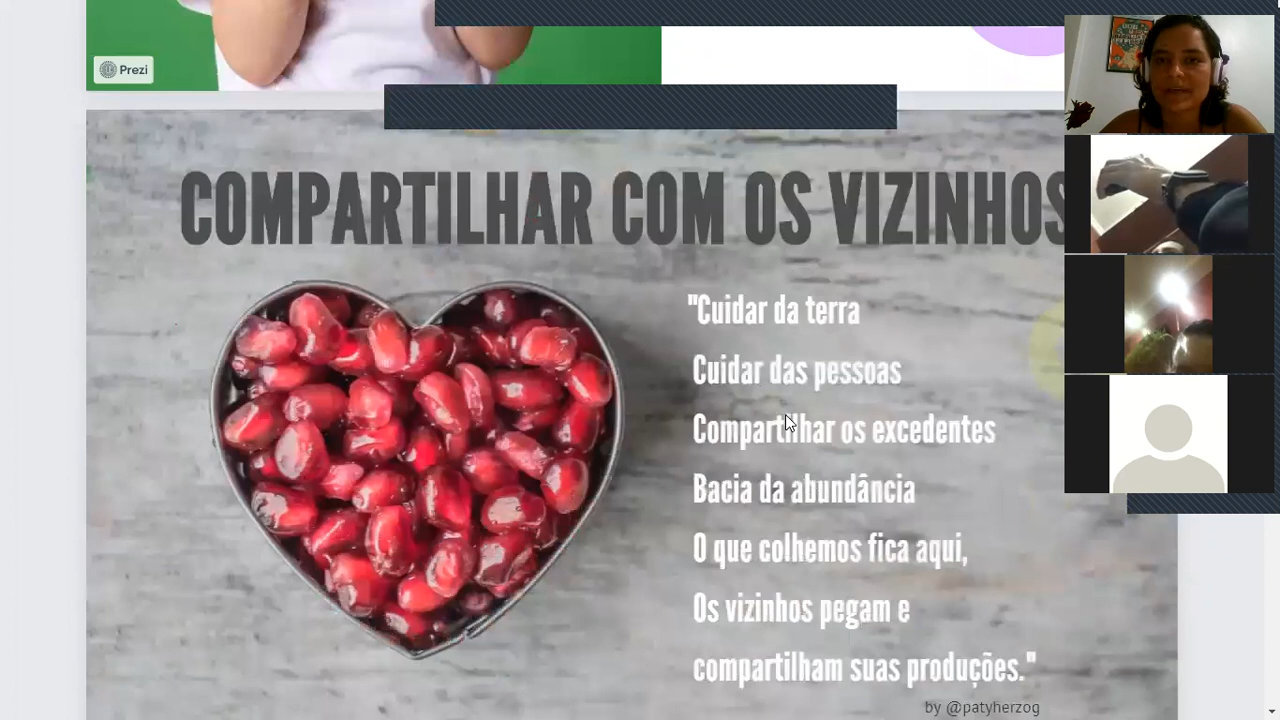 Prezi
COMPARTILHAR COM OS VIZINHOS
"Cuidar da terra
Cuidar das pessoas
Compartilhar os excedentes
Bacia da abundância
O que colhemos fica aqui,
Os vizinhos pegam e
compartilham suas produções."
by @patyherzog